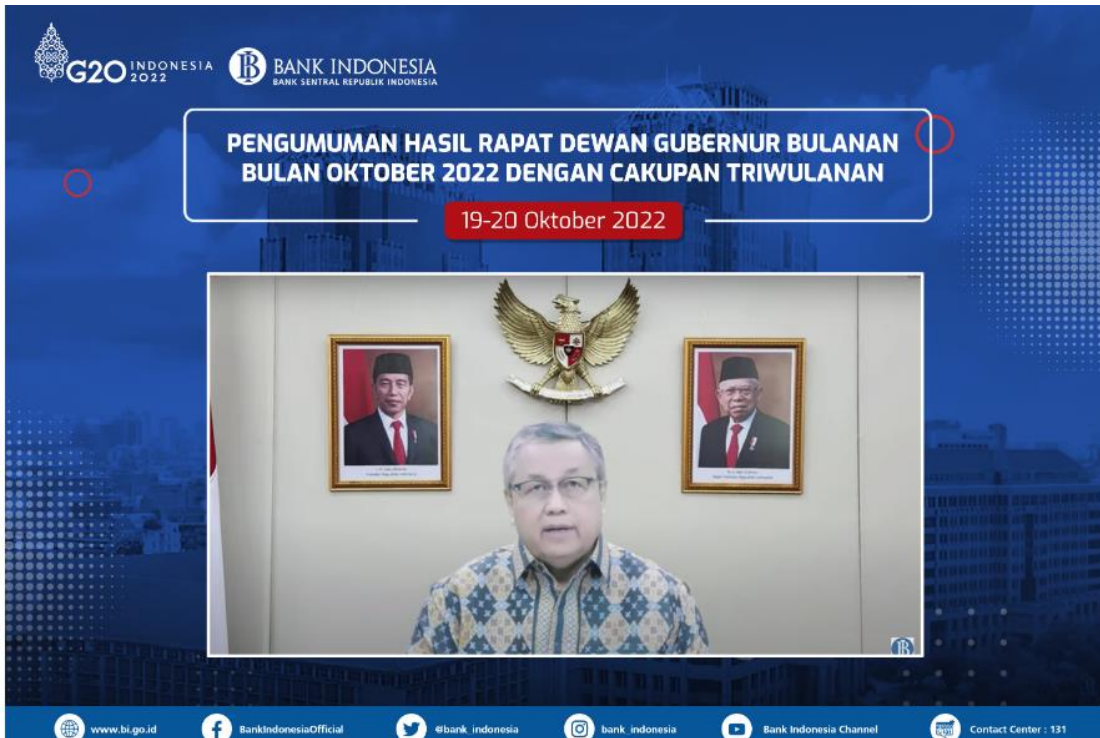 G20 INDONESIA
2022
BANK INDONESIA
BANK SENTRAL REPUBLIK INDONESIA
PENGUMUMAN HASIL RAPAT DEWAN GUBERNUR BULANAN
BULAN OKTOBER 2022 DENGAN CAKUPAN TRIWULANAN
19-20 Oktober 2022
www.bi.go.id
BankIndonesiaOfficial
@bank_indonesia
bank_indonesia
Bank Indonesia Channel
Contact Center : 131